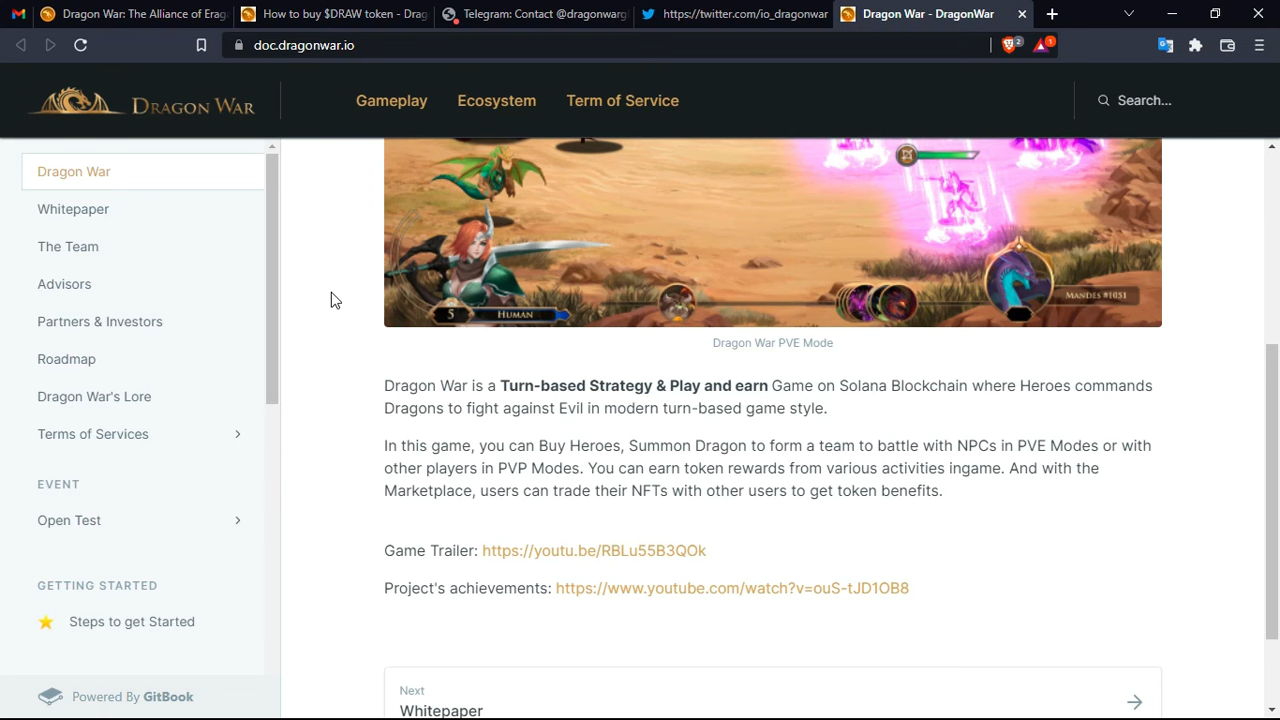 Dragon War: The Alliance of Erag
How to buy $DRAW token - Drag
Telegram: Contact @dragonwarg
https://twitter.com/io_dragonwar
Dragon War - DragonWar
doc.dragonwar.io
2
1
DRAGON WAR
Gameplay
Ecosystem
Term of Service
Search...
Dragon War
Whitepaper
The Team
Advisors
Partners & Investors
Roadmap
Dragon War's Lore
Terms of Services
EVENT
Open Test
GETTING STARTED
Steps to get Started
Powered By GitBook
5
HUMAN
MANDES #1051
Dragon War PVE Mode
Dragon War is a Turn-based Strategy & Play and earn Game on Solana Blockchain where Heroes commands
Dragons to fight against Evil in modern turn-based game style.
In this game, you can Buy Heroes, Summon Dragon to form a team to battle with NPCs in PVE Modes or with
other players in PVP Modes. You can earn token rewards from various activities ingame. And with the
Marketplace, users can trade their NFTs with other users to get token benefits.
Game Trailer: https://youtu.be/RBLu55B3QOk
Project's achievements: https://www.youtube.com/watch?v=ouS-tJD1OB8
Next
Whitepaper